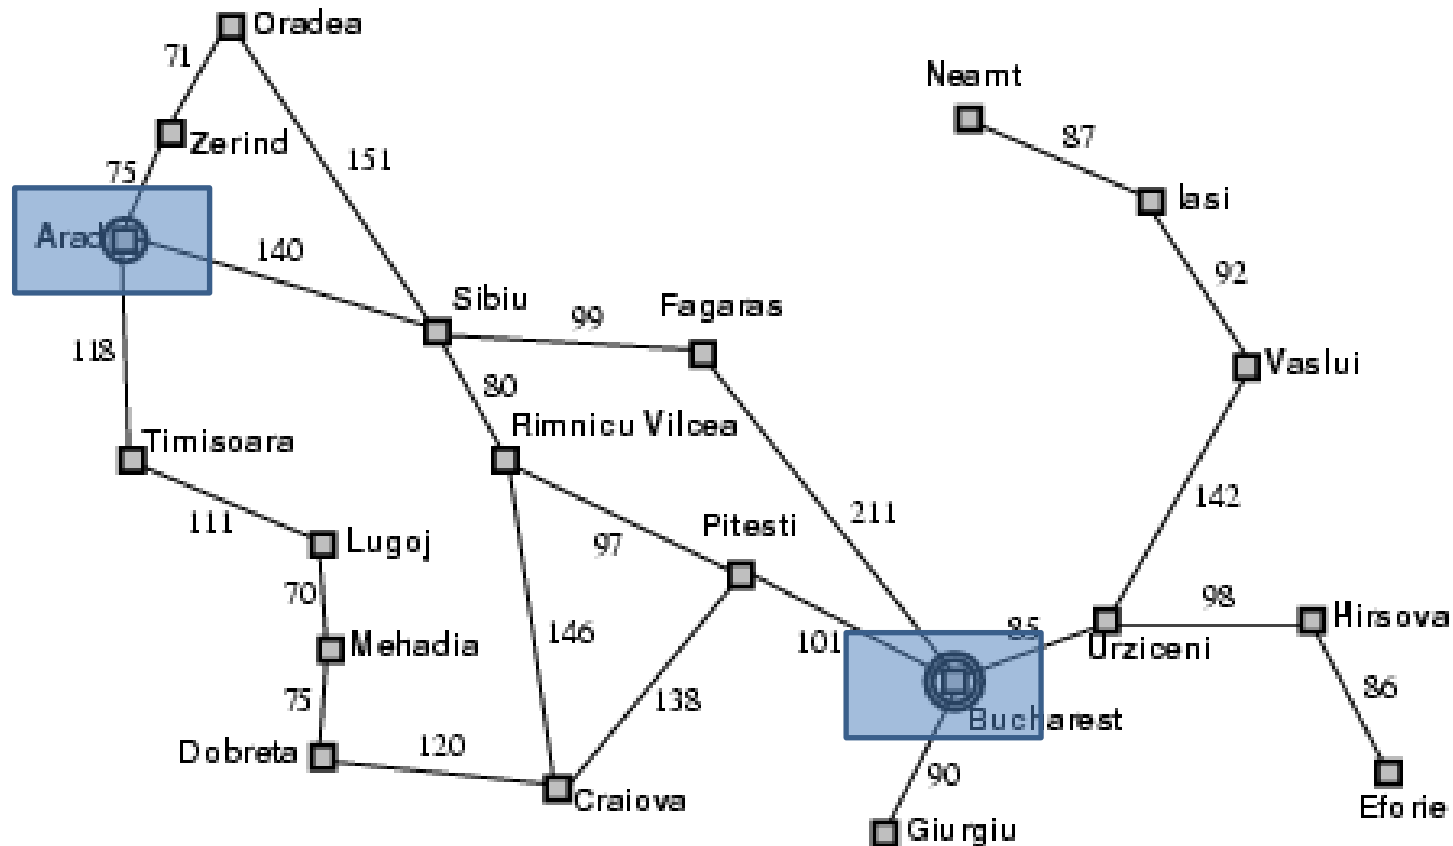 Oradea
71
Neamt
87
Zerind
151
75
Iasi
Arad
140
92
Sibiu
99
Fagaras
118
80
Vaslui
Timisoara
Rimnicu Vilcea
142
111
211
Lugoj
97
Pitesti
70
98
Hirsova
146
101
85
Mehadia
Urziceni
75
138
86
Bucharest
Dobreta
120
90
Craiova
Eforie
Giurgiu